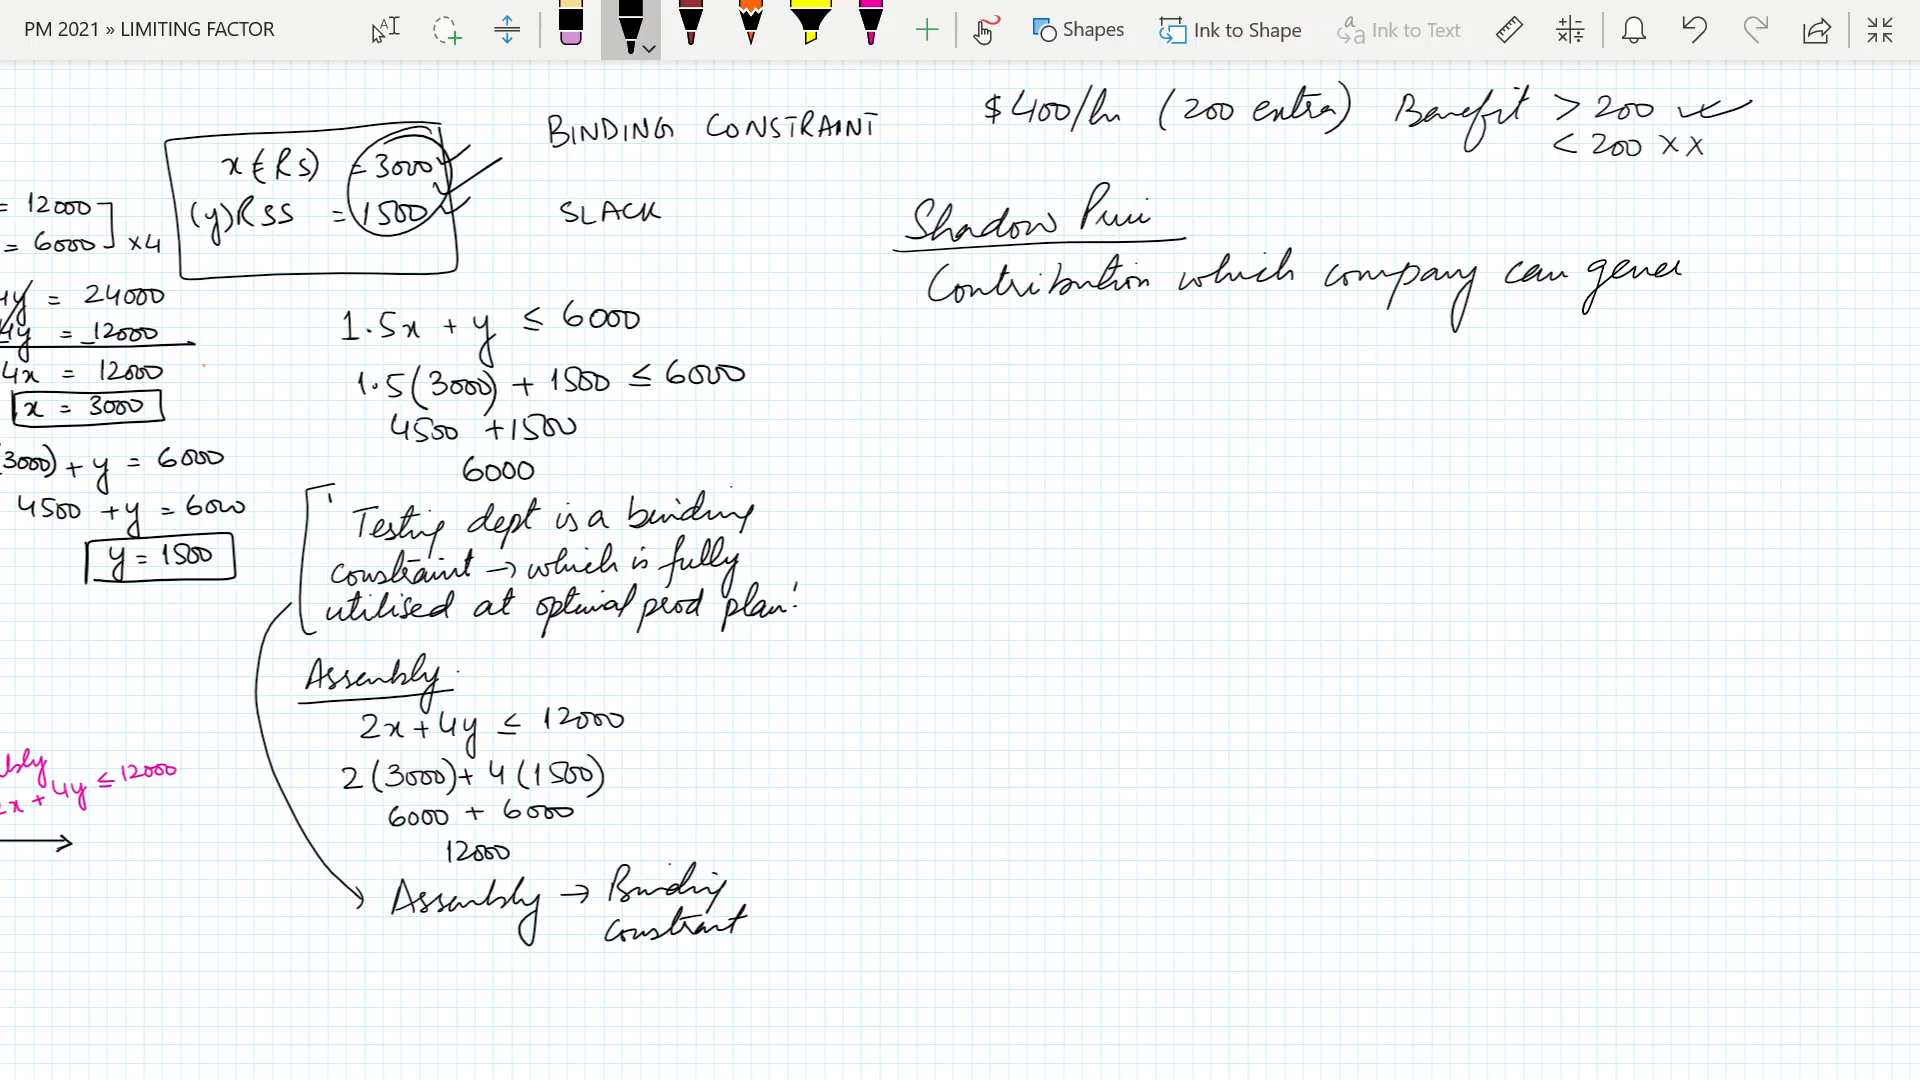 PM 2021 » LIMITING FACTOR
Shapes
Ink to Shape
Ink to Text
= 12000
= 6000 ] ×4
4y = 24000
4y = 12000
4x = 12000
x = 3000
(3000) + y = 6000
4500 + y = 6000
y = 1500
bly
2x + 4y ≤ 12000
x (RS) = 3000
(y) RSS = 1500
BINDING CONSTRAINT
SLACK
1.5x + y ≤ 6000
1.5(3000) + 1500 ≤ 6000
4500 + 1500
6000
Testing dept is a binding
constraint → which is fully
utilised at optimal prod plan!
Assembly
2x + 4y ≤ 12000
2(3000) + 4(1500)
6000 + 6000
12000
Assembly → Binding
constraint
$400/hr (200 extra) Benefit > 200 ✓
< 200 ××
Shadow
Contribution which company can gene